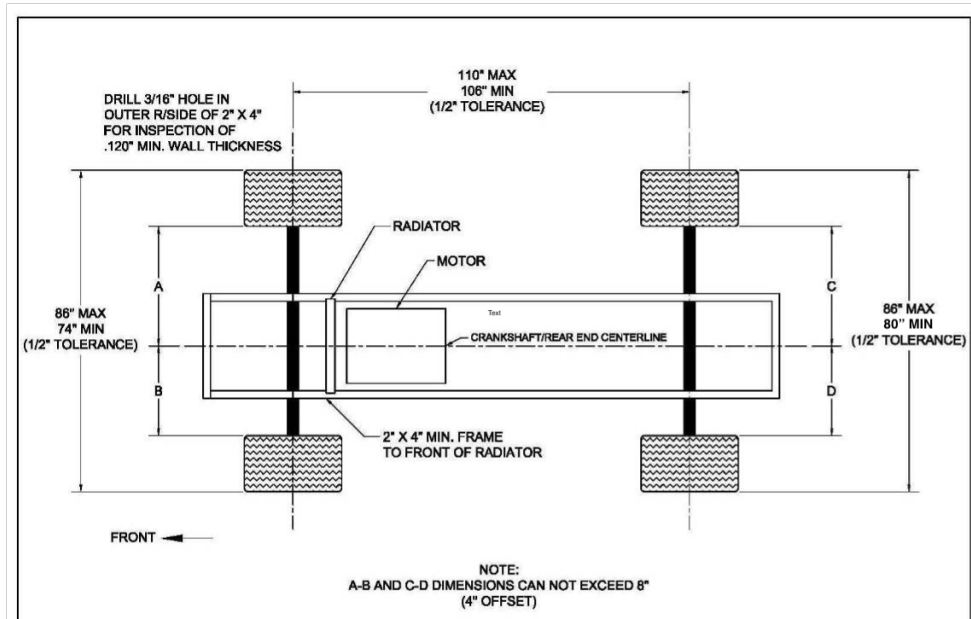 110" MAX
106" MIN
(1/2" TOLERANCE)
DRILL 3/16" HOLE IN
OUTER R/SIDE OF 2" X 4"
FOR INSPECTION OF
.120" MIN. WALL THICKNESS
RADIATOR
MOTOR
A
C
Text
86" MAX
74" MIN
(1/2" TOLERANCE)
86" MAX
80" MIN
(1/2" TOLERANCE)
CRANKSHAFT/REAR END CENTERLINE
B
D
2" X 4" MIN. FRAME
TO FRONT OF RADIATOR
FRONT
NOTE:
A-B AND C-D DIMENSIONS CAN NOT EXCEED 8"
(4" OFFSET)